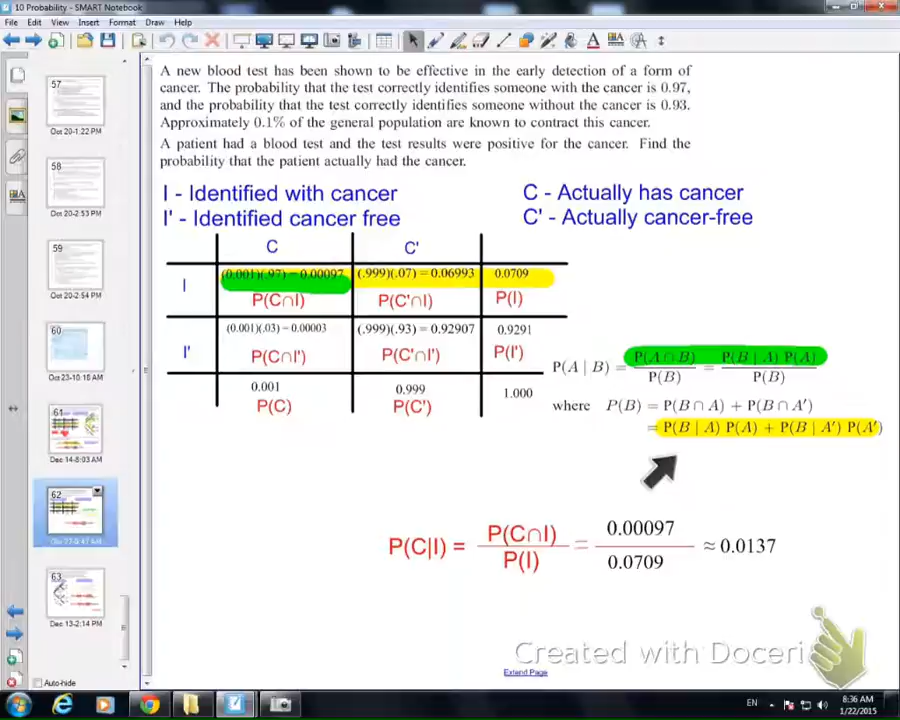 10 Probability - SMART Notebook
File Edit View Insert Format Draw Window Help
A new blood test has been shown to be effective in the early detection of a form of
cancer. The probability that the test correctly identifies someone with the cancer is 0.97,
and the probability that the test correctly identifies someone without the cancer is 0.93.
Approximately 0.1% of the general population are known to contract this cancer.
A patient had a blood test and the test results were positive for the cancer. Find the
probability that the patient actually had the cancer.
I - Identified with cancer
I' - Identified cancer free
C - Actually has cancer
C' - Actually cancer-free
C C'
I (0.001)(.97) = 0.00097 (.999)(.07) = 0.06993 0.0709
P(C∩I) P(C'∩I) P(I)
I' (0.001)(.03) = 0.00003 (.999)(.93) = 0.92907 0.9291
P(C∩I') P(C'∩I') P(I')
0.001 0.999 1.000
P(C) P(C')
P(A | B) = P(A ∩ B) / P(B) = P(B | A) P(A) / P(B)
where P(B) = P(B ∩ A) + P(B ∩ A')
= P(B | A) P(A) + P(B | A') P(A')
P(C|I) = P(C∩I) / P(I) = 0.00097 / 0.0709 ≈ 0.0137
57
Oct 20-1:22 PM
58
Oct 20-2:53 PM
59
Oct 20-2:54 PM
60
Oct 23-10:18 AM
61
Dec 14-8:03 AM
62
63
Dec 13-2:14 PM
Auto-hide
Extend Page
Created with Doceri
EN
8:36 AM
1/22/2015